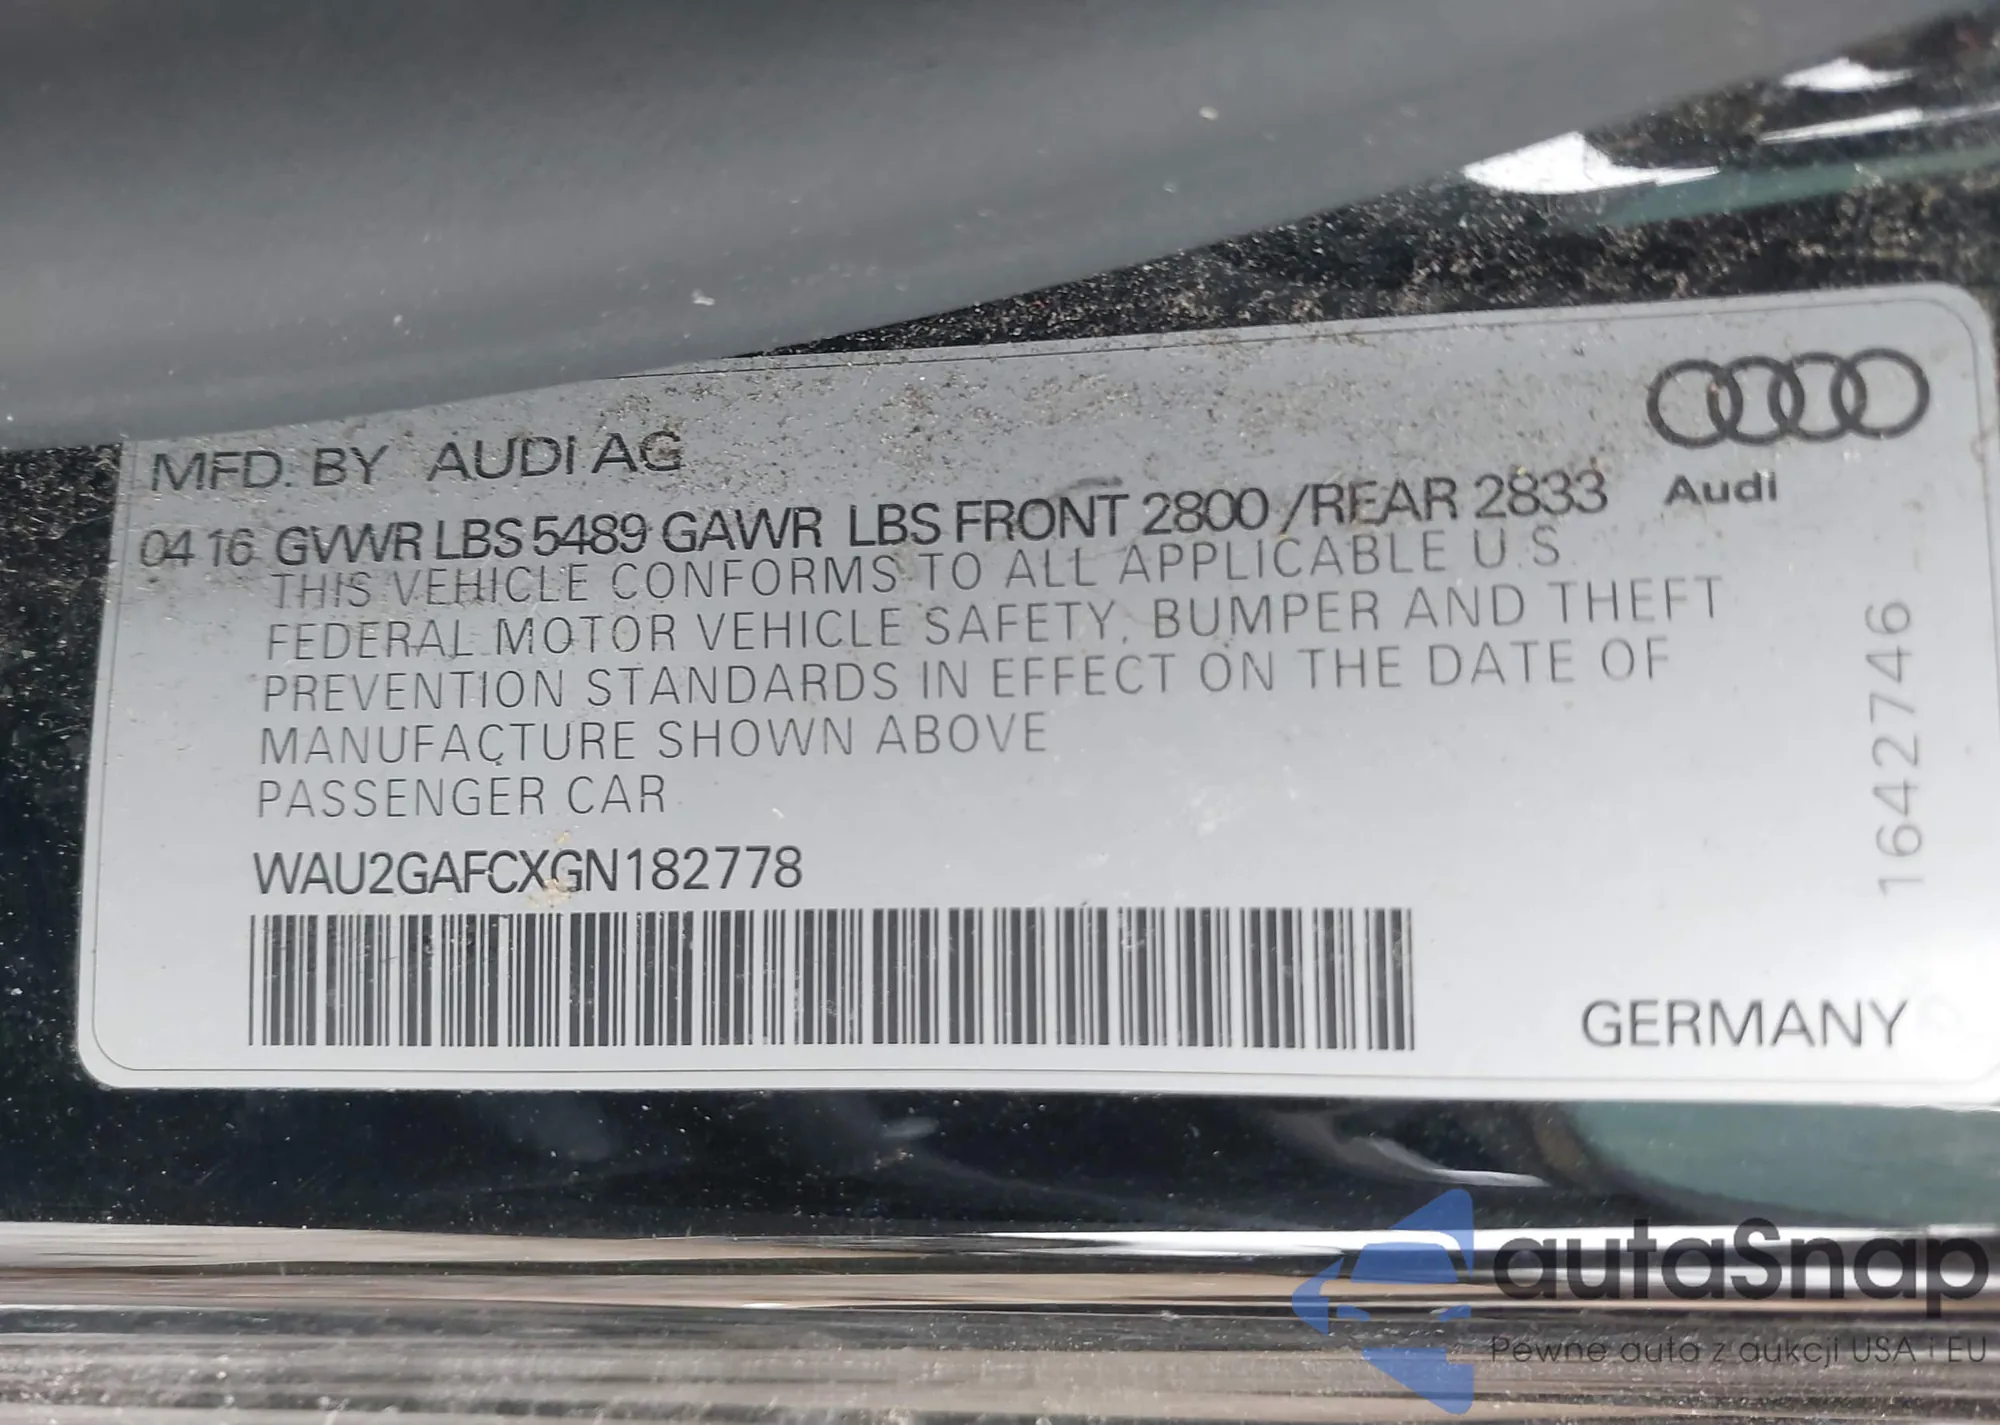 MFD. BY AUDI AG
Audi
04 16 GVWR LBS 5489 GAWR LBS FRONT 2800 /REAR 2833
THIS VEHICLE CONFORMS TO ALL APPLICABLE U.S.
FEDERAL MOTOR VEHICLE SAFETY, BUMPER AND THEFT
PREVENTION STANDARDS IN EFFECT ON THE DATE OF
MANUFACTURE SHOWN ABOVE
PASSENGER CAR
WAU2GAFCXGN182778
1642746
GERMANY
autaSnap
Pewne auta z aukcji USA i EU